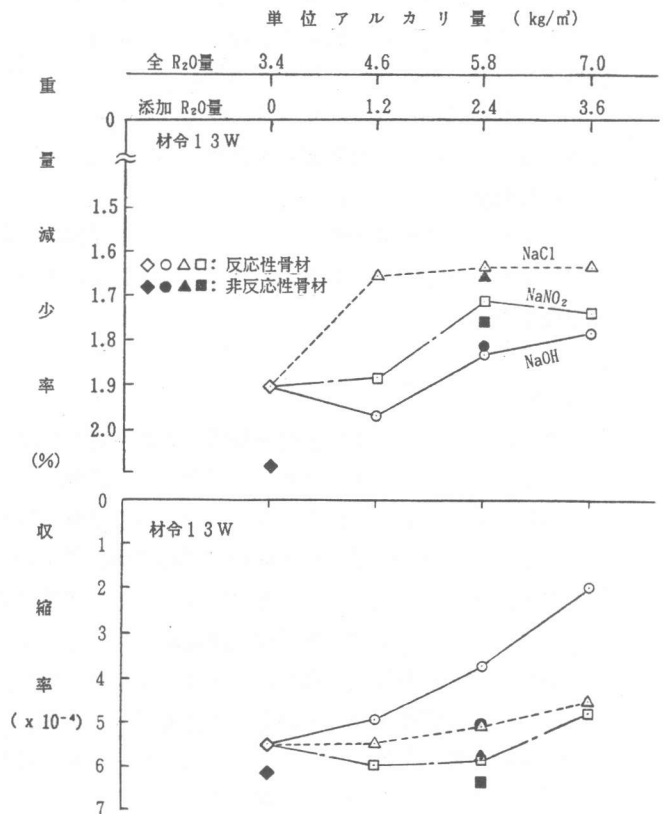 単位アルカリ量 (kg/㎥)
全 R₂O量 3.4 4.6 5.8 7.0
添加 R₂O量 0 1.2 2.4 3.6
重量減少率 (%)
0
材令13W
1.5
1.6
1.7
1.8
1.9
2.0
◇○△□: 反応性骨材
◆●▲■: 非反応性骨材
NaCl
NaNO₂
NaOH
収縮率 (x 10⁻⁴)
0
材令13W
1
2
3
4
5
6
7